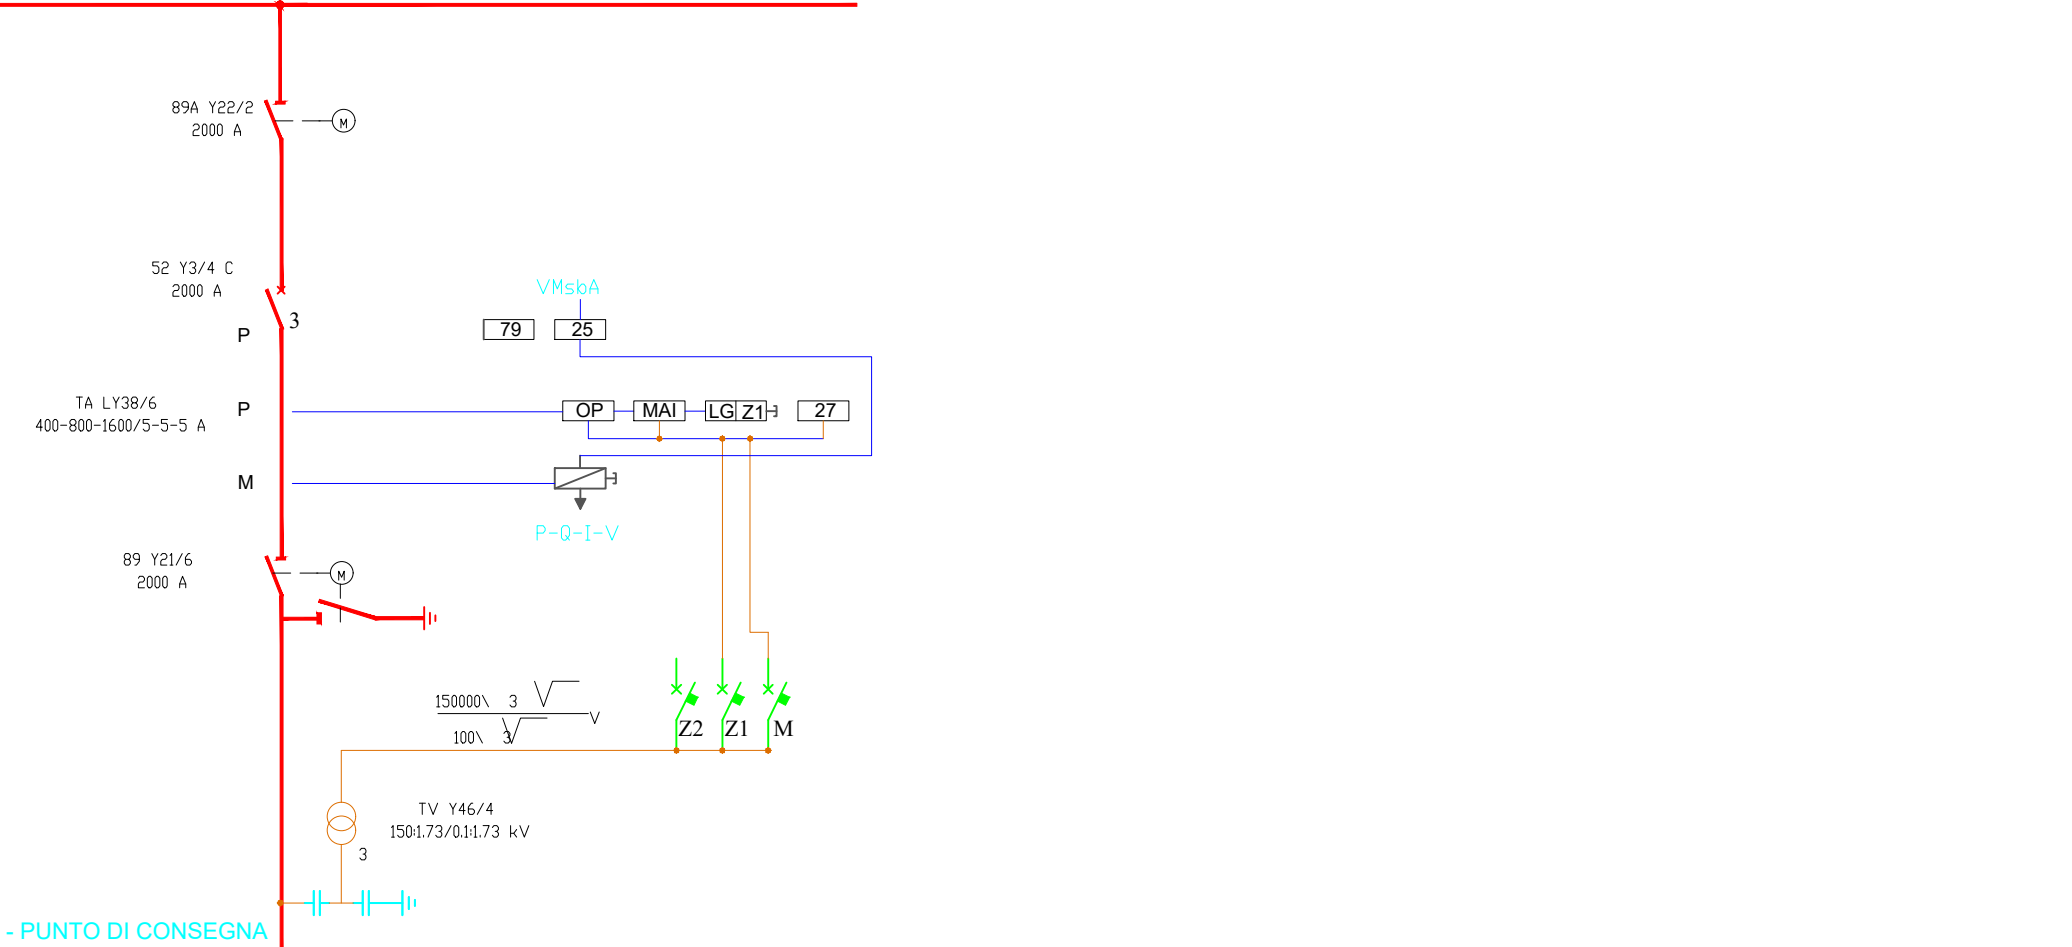 89A Y22/2
2000 A
M
52 Y3/4 C
2000 A
3
P
VMsbA
79
25
TA LY38/6
400-800-1600/5-5-5 A
P
OP
MAI
LG
Z1
27
M
P-Q-I-V
89 Y21/6
2000 A
M
150000\ 3
V
100\ 3
Z2
Z1
M
TV Y46/4
150:1.73/0.1:1.73 kV
3
- PUNTO DI CONSEGNA